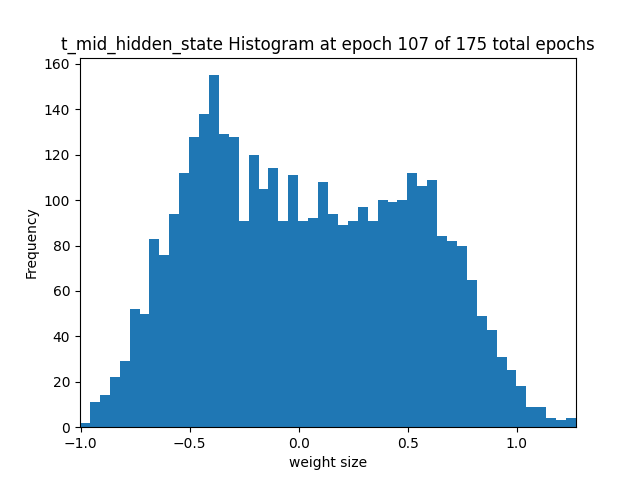 t_mid_hidden_state Histogram at epoch 107 of 175 total epochs
160
140
120
100
80
60
40
20
0
Frequency
−1.0 −0.5 0.0 0.5 1.0
weight size